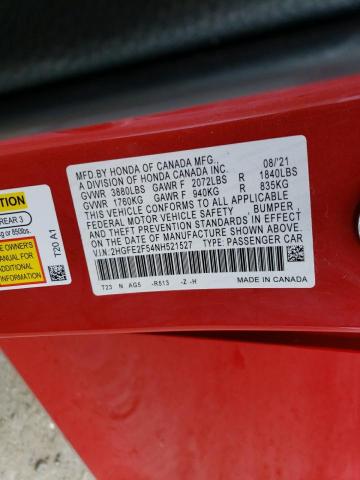 MFD BY HONDA OF CANADA MFG., 08/'21
A DIVISION OF HONDA CANADA INC.
GVWR 3880LBS GAWR F 2072LBS R 1840LBS
GVWR 1760KG GAWR F 940KG R 835KG
THIS VEHICLE CONFORMS TO ALL APPLICABLE
FEDERAL MOTOR VEHICLE SAFETY BUMPER
AND THEFT PREVENTION STANDARDS IN EFFECT
ON THE DATE OF MANUFACTURE SHOWN ABOVE.
V.I.N. 2HGFE2F54NH521527 TYPE: PASSENGER CAR
T23 N AG5 -R513 -Z -H MADE IN CANADA
TION
REAR 3
or 850lbs.
E OWNER'S
MANUAL FOR
T20 A1